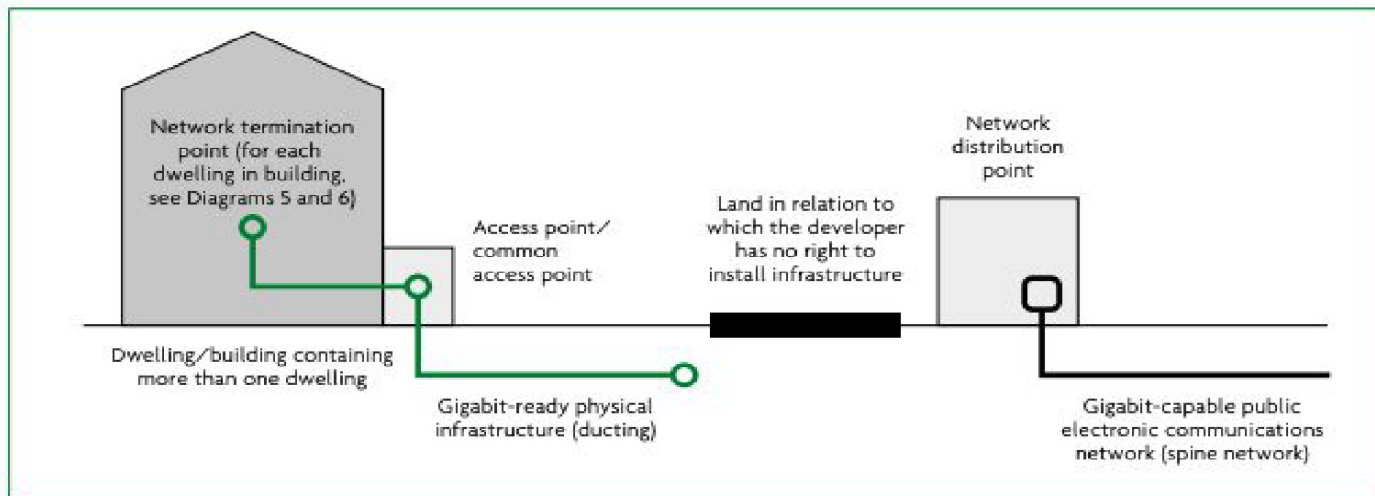 Network termination
point (for each
dwelling in building,
see Diagrams 5 and 6)
Access point/
common
access point
Land in relation to
which the developer
has no right to
install infrastructure
Network
distribution
point
Dwelling/building containing
more than one dwelling
Gigabit-ready physical
infrastructure (ducting)
Gigabit-capable public
electronic communications
network (spine network)